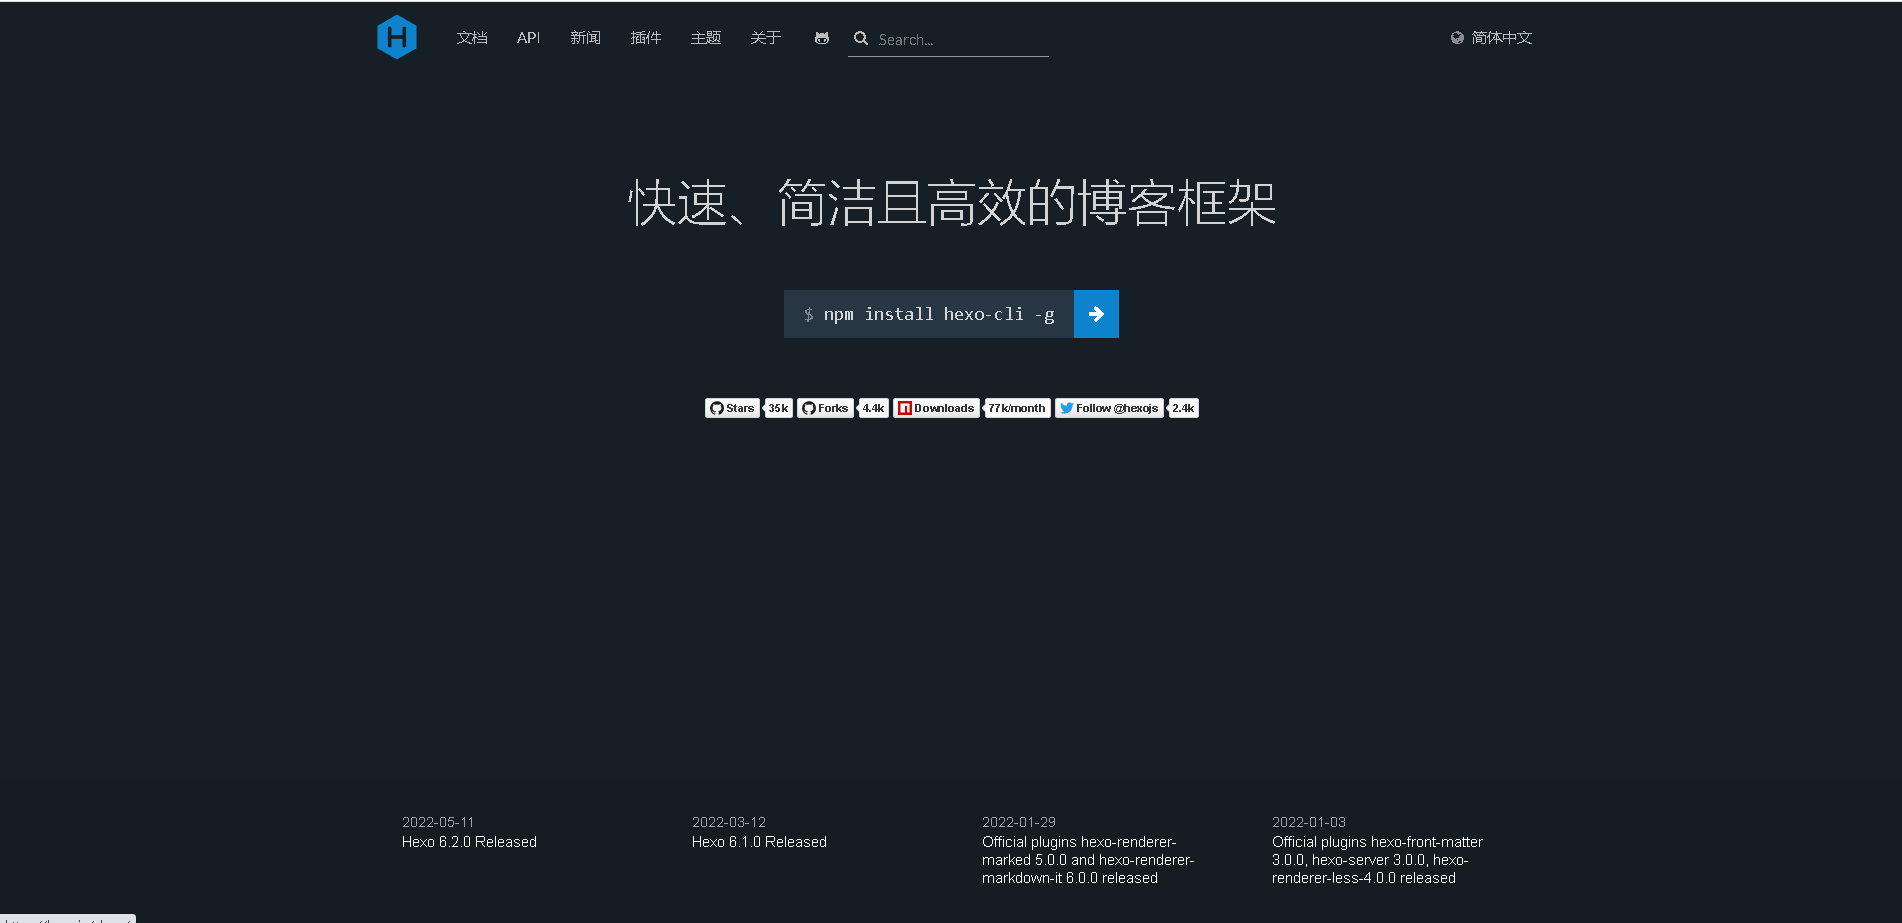 H 文档 API 新闻 插件 主题 关于 Search... 简体中文
快速、简洁且高效的博客框架
$ npm install hexo-cli -g
Stars 35k Forks 4.4k Downloads 77k/month Follow @hexojs 2.4k
2022-05-11
Hexo 6.2.0 Released
2022-03-12
Hexo 6.1.0 Released
2022-01-29
Official plugins hexo-renderer-
marked 5.0.0 and hexo-renderer-
markdown-it 6.0.0 released
2022-01-03
Official plugins hexo-front-matter
3.0.0, hexo-server 3.0.0, hexo-
renderer-less-4.0.0 released